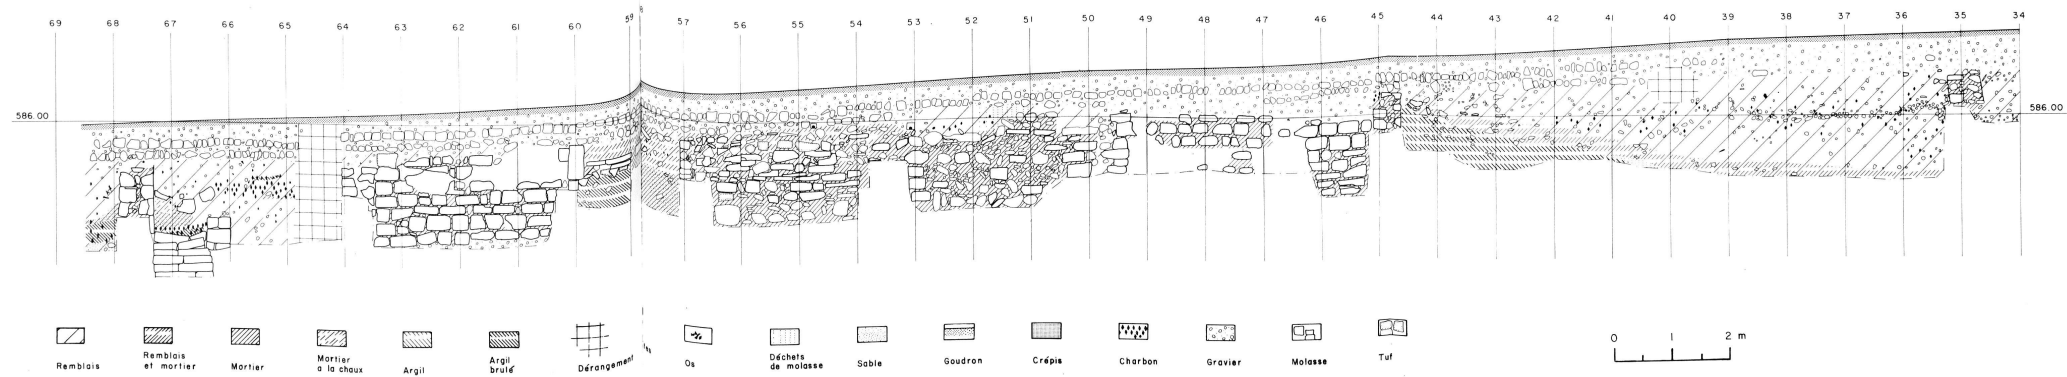 69 68 67 66 65 64 63 62 61 60 59 57 56 55 54 53 52 51 50 49 48 47 46 45 44 43 42 41 40 39 38 37 36 35 34
586.00 586.00
Remblais
Remblais
et mortier
Mortier
Mortier
a la chaux
Argil
Argil
brulé
Dérangement
Os
Déchets
de molasse
Sable
Goudron
Crépis
Charbon
Gravier
Molasse
Tuf
0 1 2 m